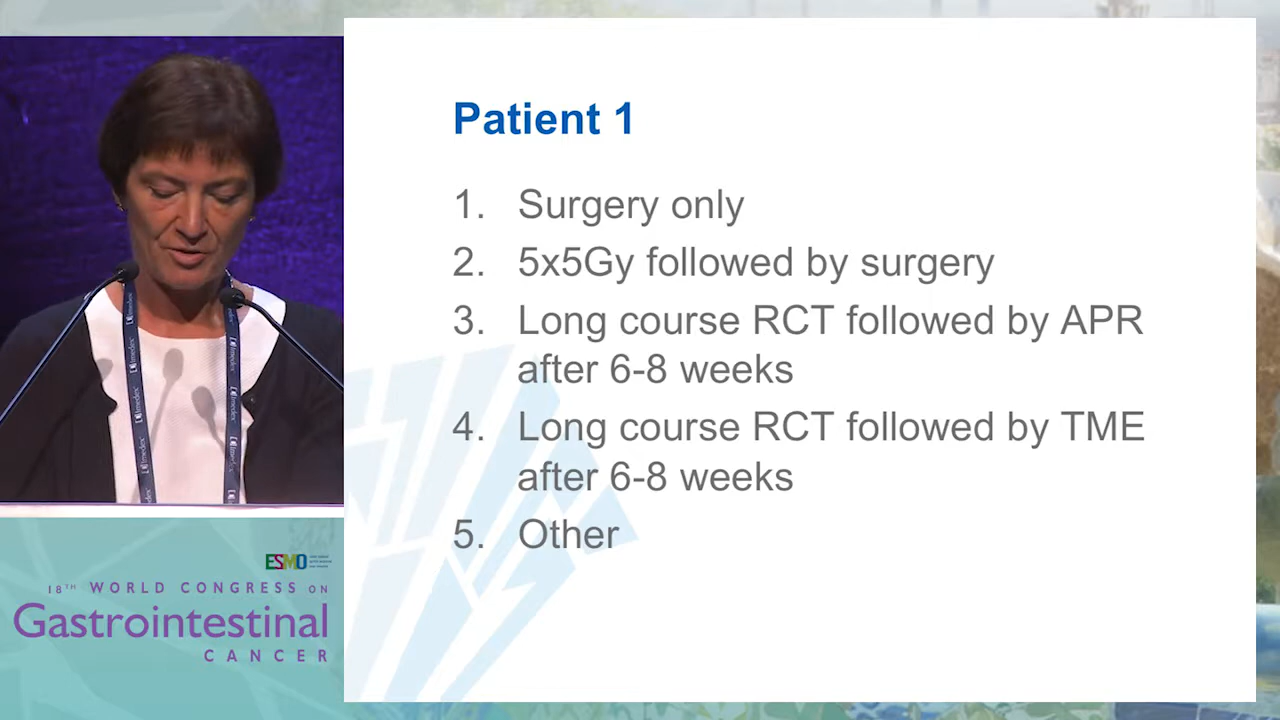 Patient 1
1. Surgery only
2. 5x5Gy followed by surgery
3. Long course RCT followed by APR
after 6-8 weeks
4. Long course RCT followed by TME
after 6-8 weeks
5. Other
imedex
imedex
ESMO
18TH WORLD CONGRESS ON
Gastrointestinal
CANCER